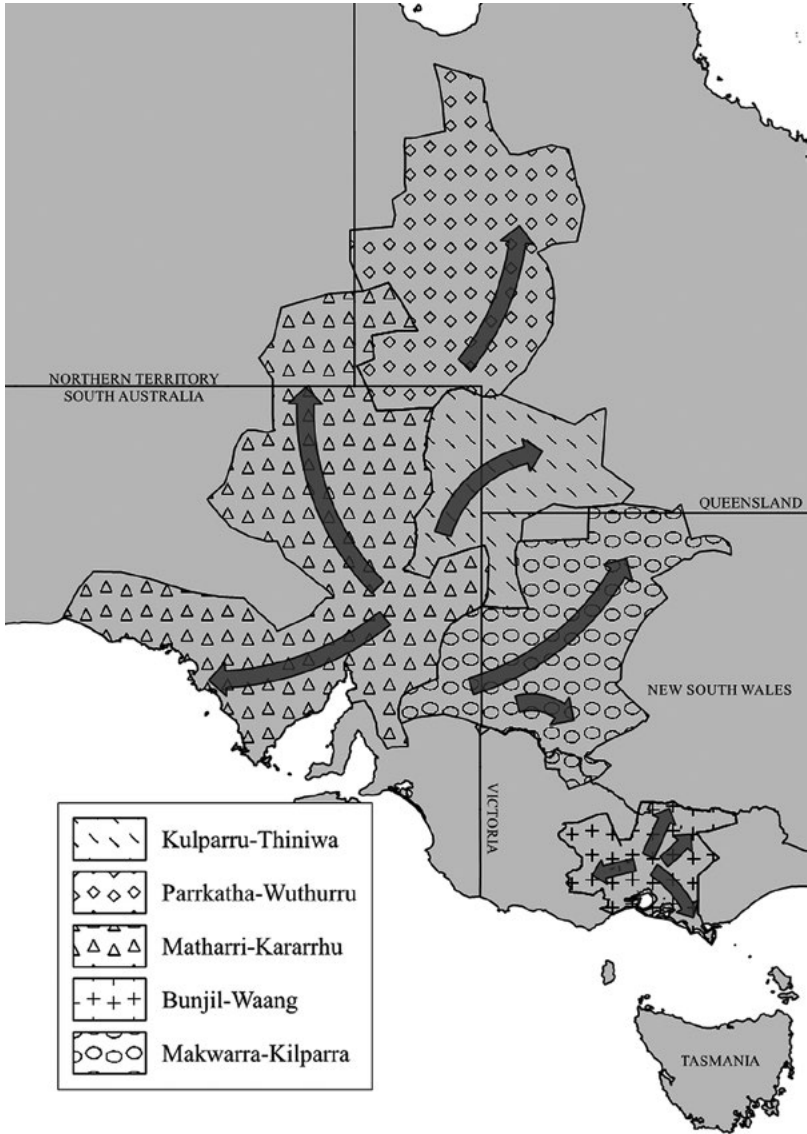 NORTHERN TERRITORY
SOUTH AUSTRALIA
QUEENSLAND
NEW SOUTH WALES
VICTORIA
TASMANIA
Kulparru-Thiniwa
Parrkatha-Wuthurru
Matharri-Kararrhu
Bunjil-Waang
Makwarra-Kilparra